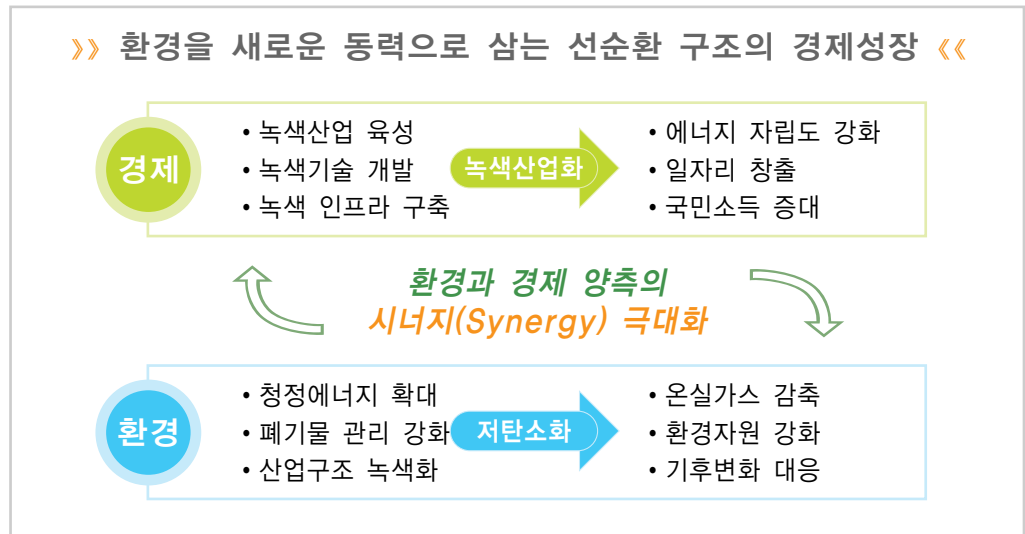 》》 환경을 새로운 동력으로 삼는 선순환 구조의 경제성장 《《
경제
• 녹색산업 육성
• 녹색기술 개발
• 녹색 인프라 구축
녹색산업화
• 에너지 자립도 강화
• 일자리 창출
• 국민소득 증대
환경과 경제 양측의
시너지(Synergy) 극대화
환경
• 청정에너지 확대
• 폐기물 관리 강화
• 산업구조 녹색화
저탄소화
• 온실가스 감축
• 환경자원 강화
• 기후변화 대응